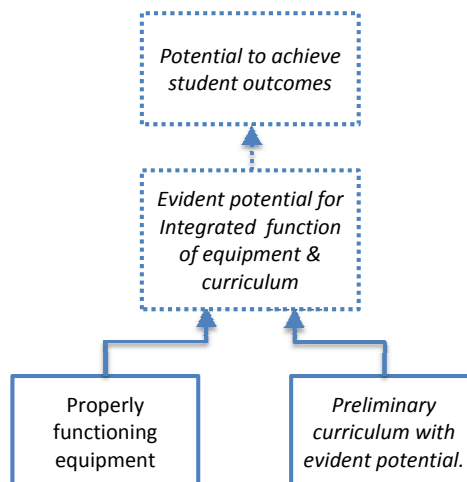 Potential to achieve
student outcomes
Evident potential for
Integrated function
of equipment &
curriculum
Properly
functioning
equipment
Preliminary
curriculum with
evident potential.